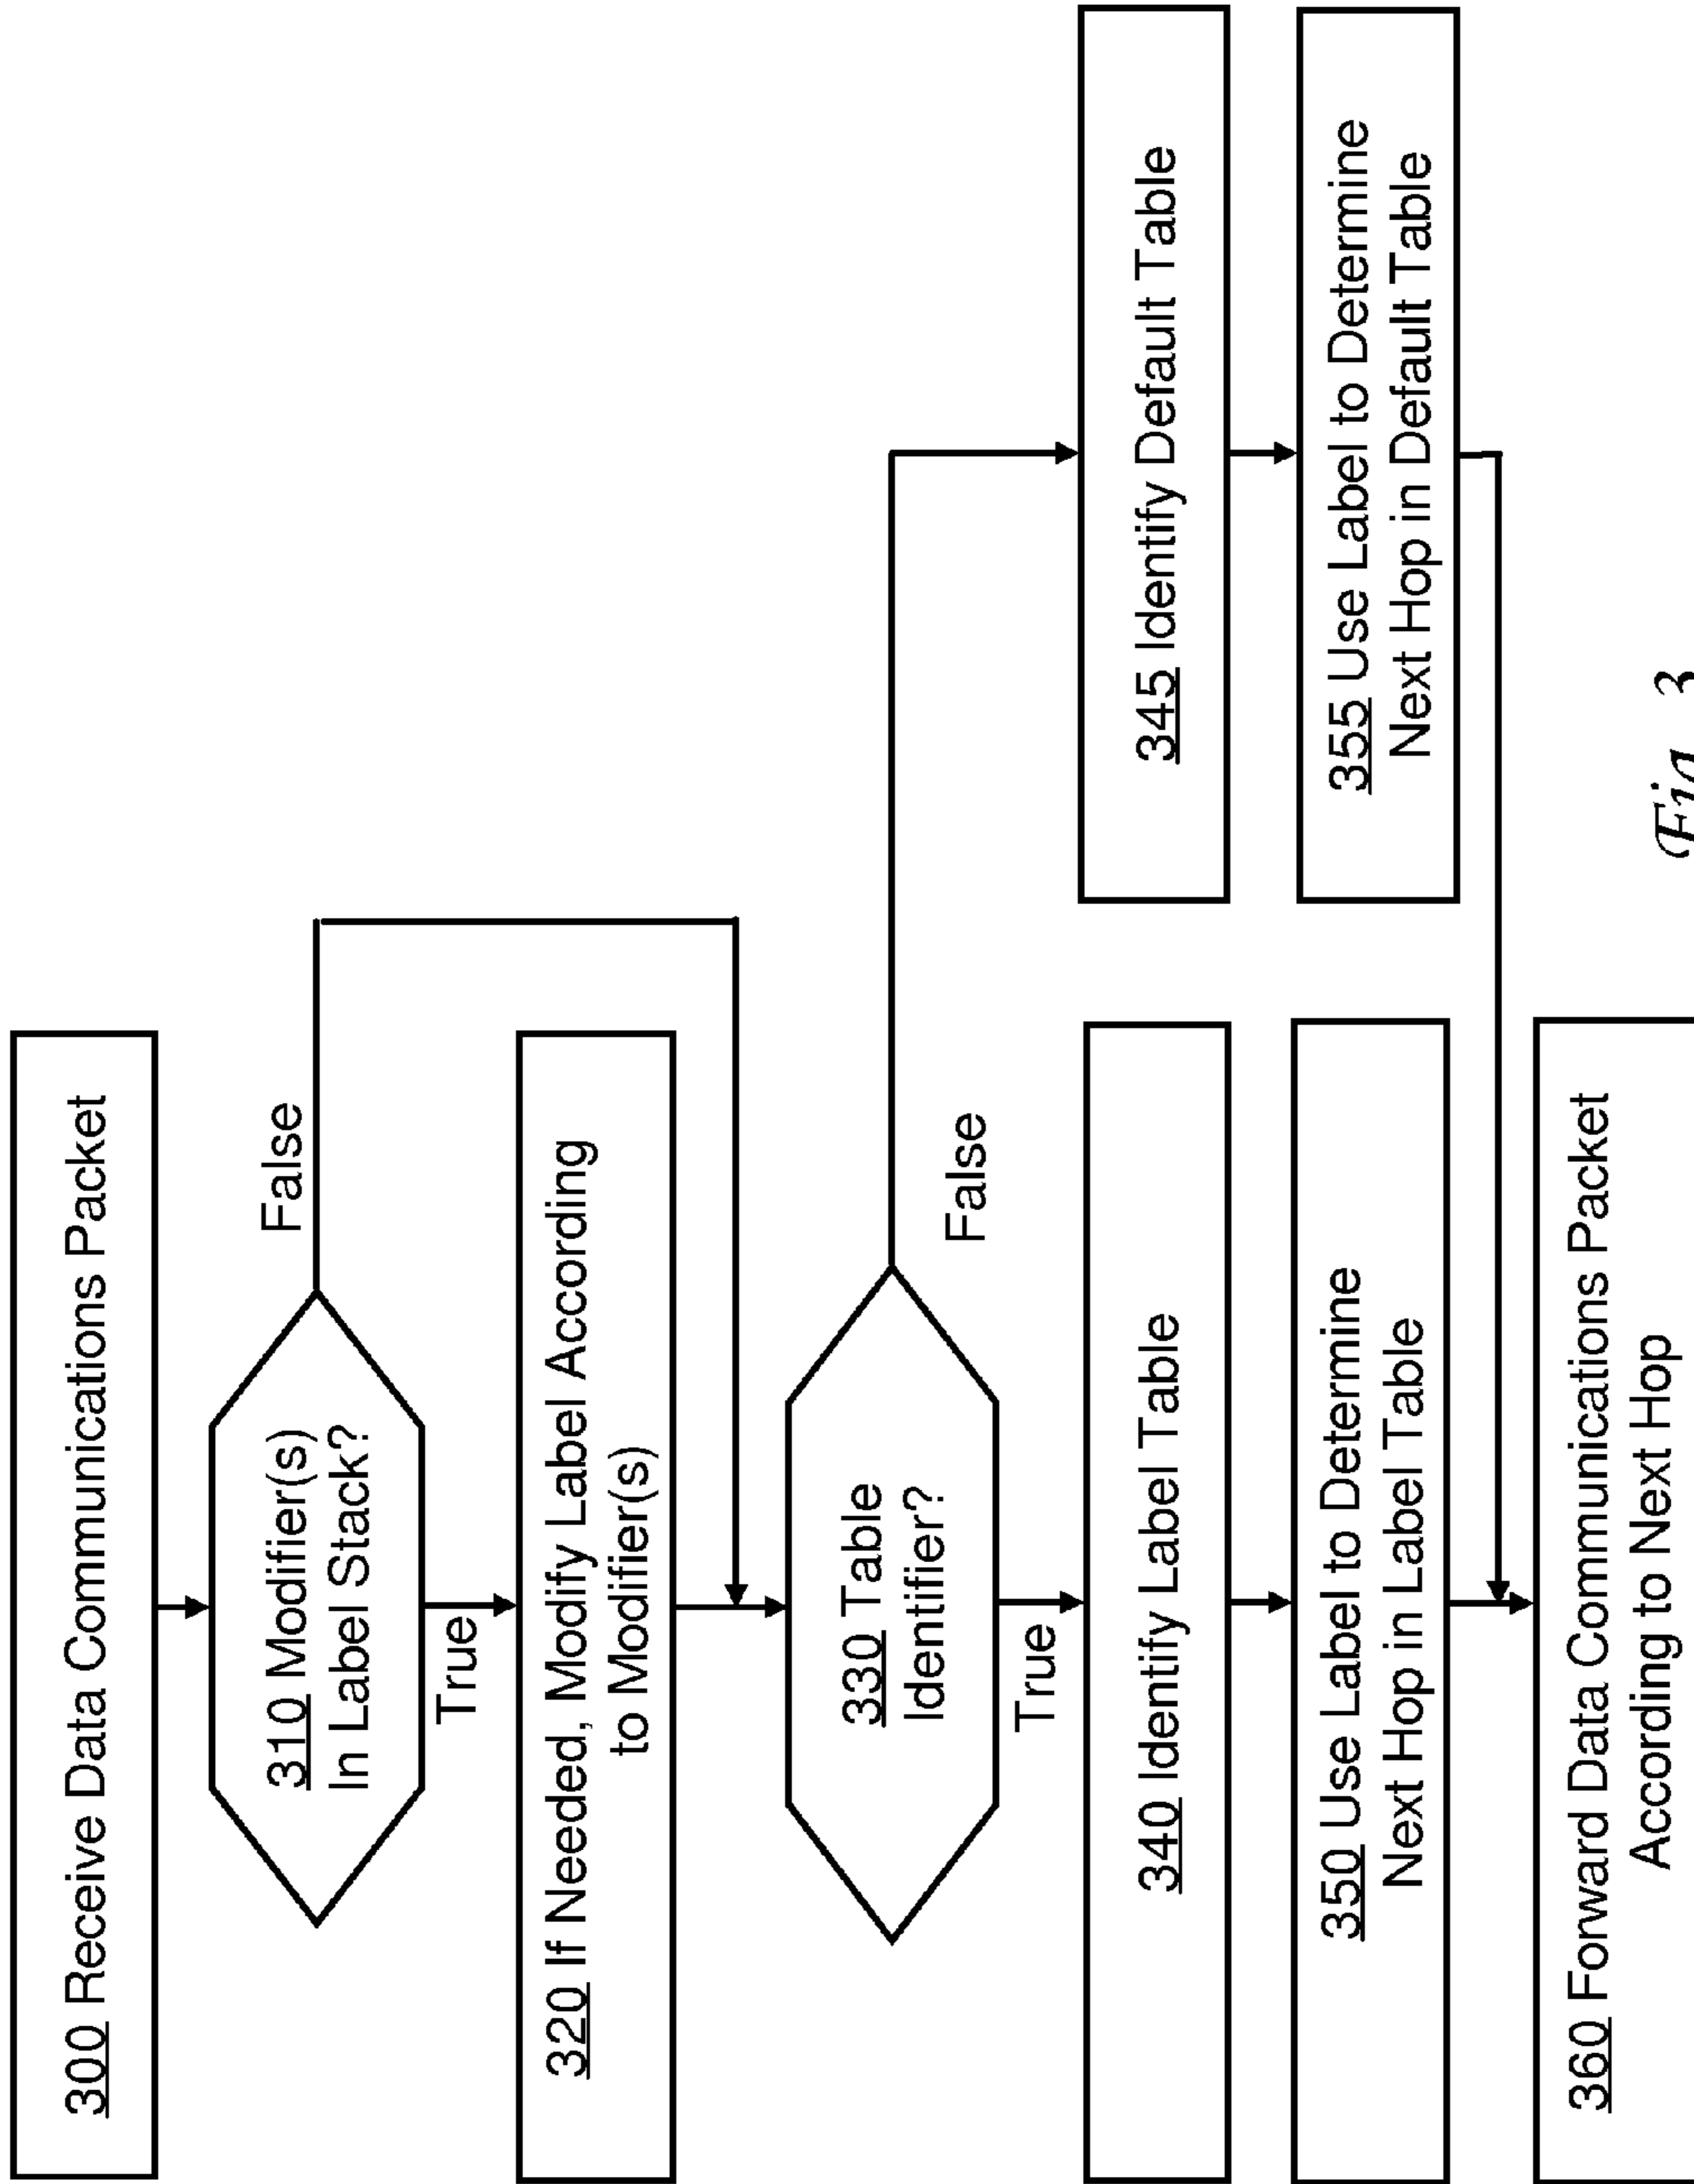 300 Receive Data Communications Packet
310 Modifier(s)
In Label Stack?
False
True
320 If Needed, Modify Label According
to Modifier(s)
330 Table
Identifier?
False
True
340 Identify Label Table
345 Identify Default Table
350 Use Label to Determine
Next Hop in Label Table
355 Use Label to Determine
Next Hop in Default Table
360 Forward Data Communications Packet
According to Next Hop
Fig. 3